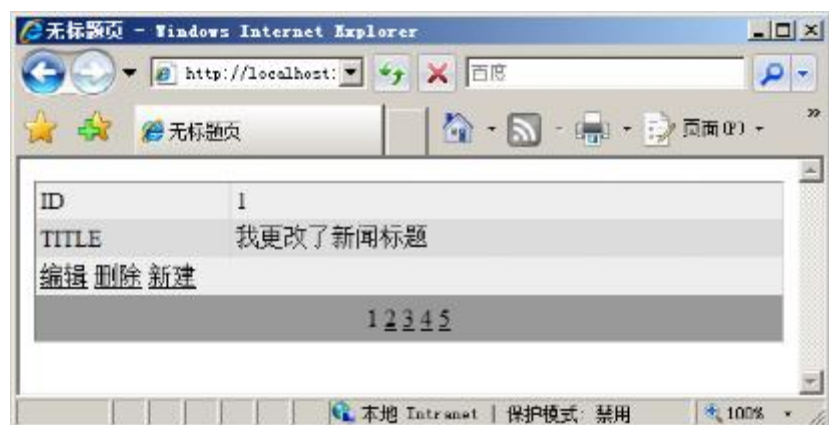 无标题页 - Windows Internet Explorer
http://localhost:
百度
无标题页
页面(P)
»
ID 1
TITLE 我更改了新闻标题
编辑 删除 新建
1 2 3 4 5
本地 Intranet | 保护模式: 禁用
100%